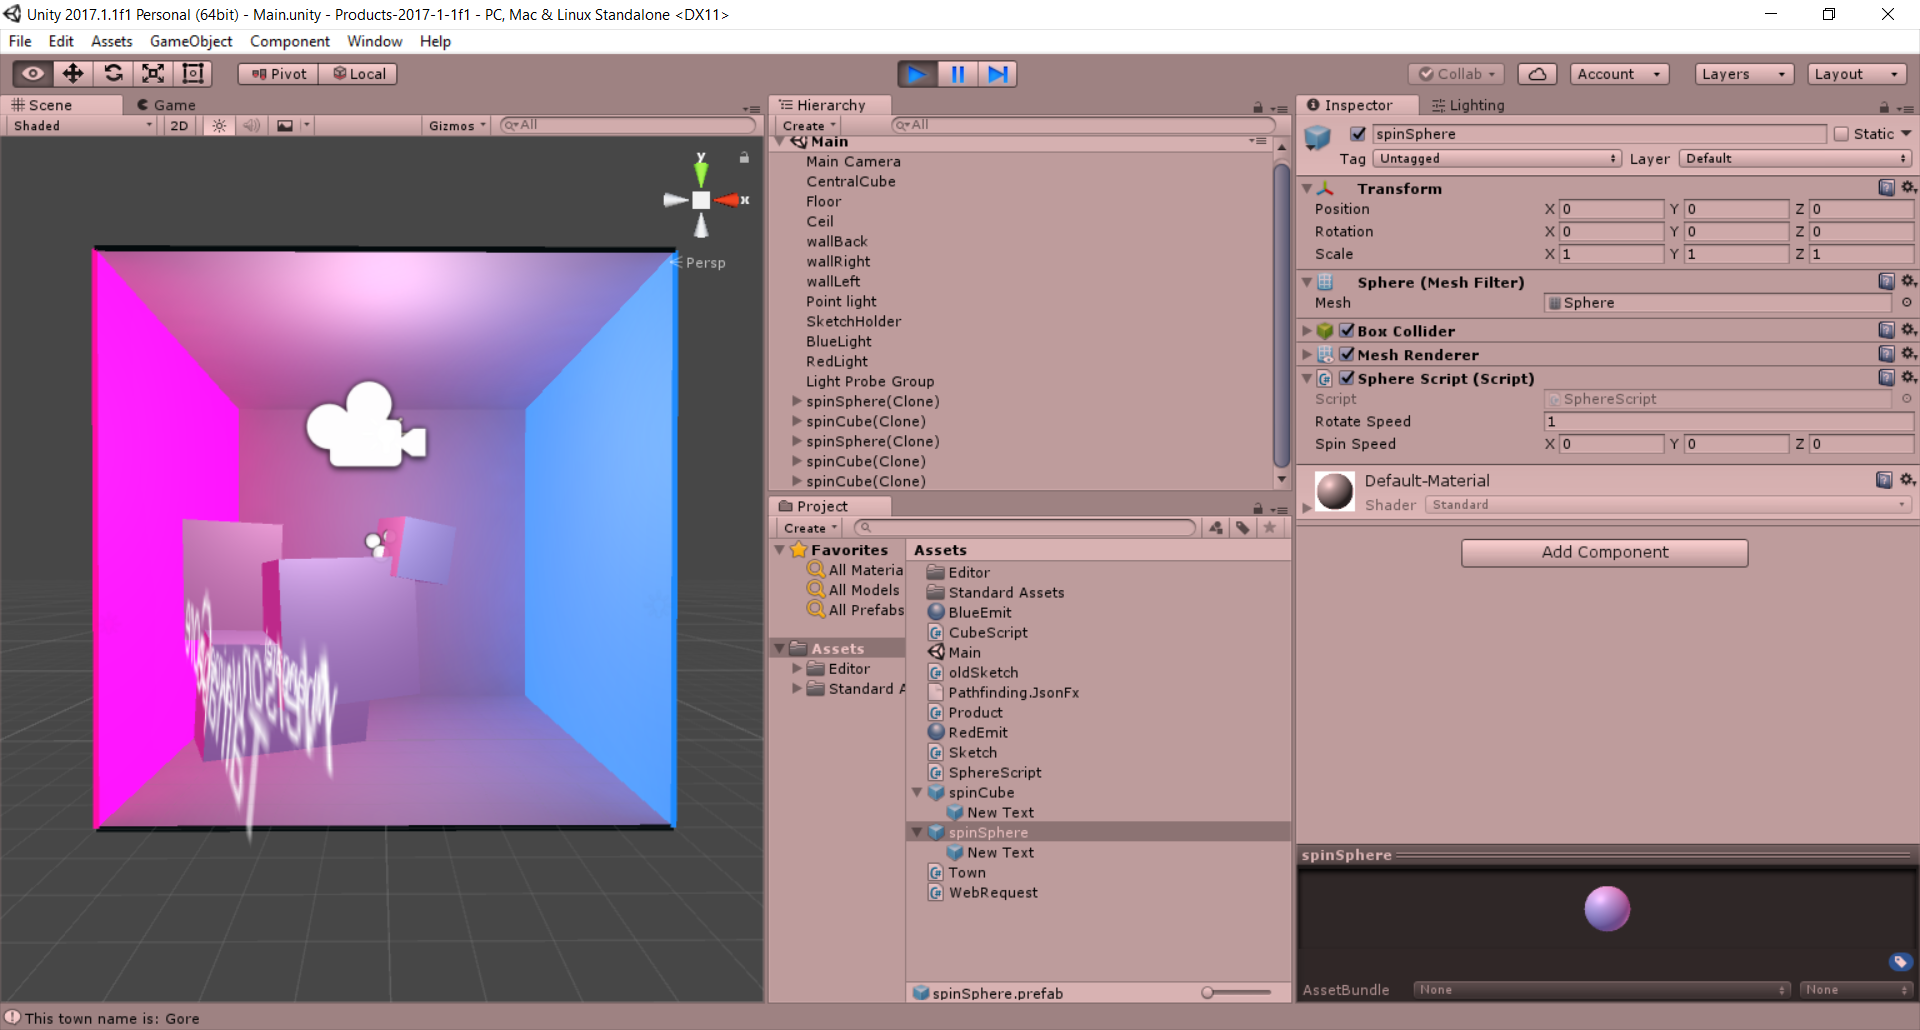 Unity 2017.1.1f1 Personal (64bit) - Main.unity - Products-2017-1-1f1 - PC, Mac & Linux Standalone <DX11>
File Edit Assets GameObject Component Window Help
Pivot Local Collab Account Layers Layout
Scene Game
Shaded 2D Gizmos All
y
x
Persp
Hierarchy
Create All
Main
Main Camera
CentralCube
Floor
Ceil
wallBack
wallRight
wallLeft
Point light
SketchHolder
BlueLight
RedLight
Light Probe Group
spinSphere(Clone)
spinCube(Clone)
spinSphere(Clone)
spinCube(Clone)
spinCube(Clone)
Project
Create
Favorites
All Materia
All Models
All Prefabs
Assets
Editor
Standard A
Assets
Editor
Standard Assets
BlueEmit
CubeScript
Main
oldSketch
Pathfinding.JsonFx
Product
RedEmit
Sketch
SphereScript
spinCube
New Text
spinSphere
New Text
Town
WebRequest
spinSphere.prefab
Inspector Lighting
spinSphere Static
Tag Untagged Layer Default
Transform
Position X 0 Y 0 Z 0
Rotation X 0 Y 0 Z 0
Scale X 1 Y 1 Z 1
Sphere (Mesh Filter)
Mesh Sphere
Box Collider
Mesh Renderer
Sphere Script (Script)
Script SphereScript
Rotate Speed 1
Spin Speed X 0 Y 0 Z 0
Default-Material
Shader Standard
Add Component
spinSphere
AssetBundle None None
This town name is: Gore